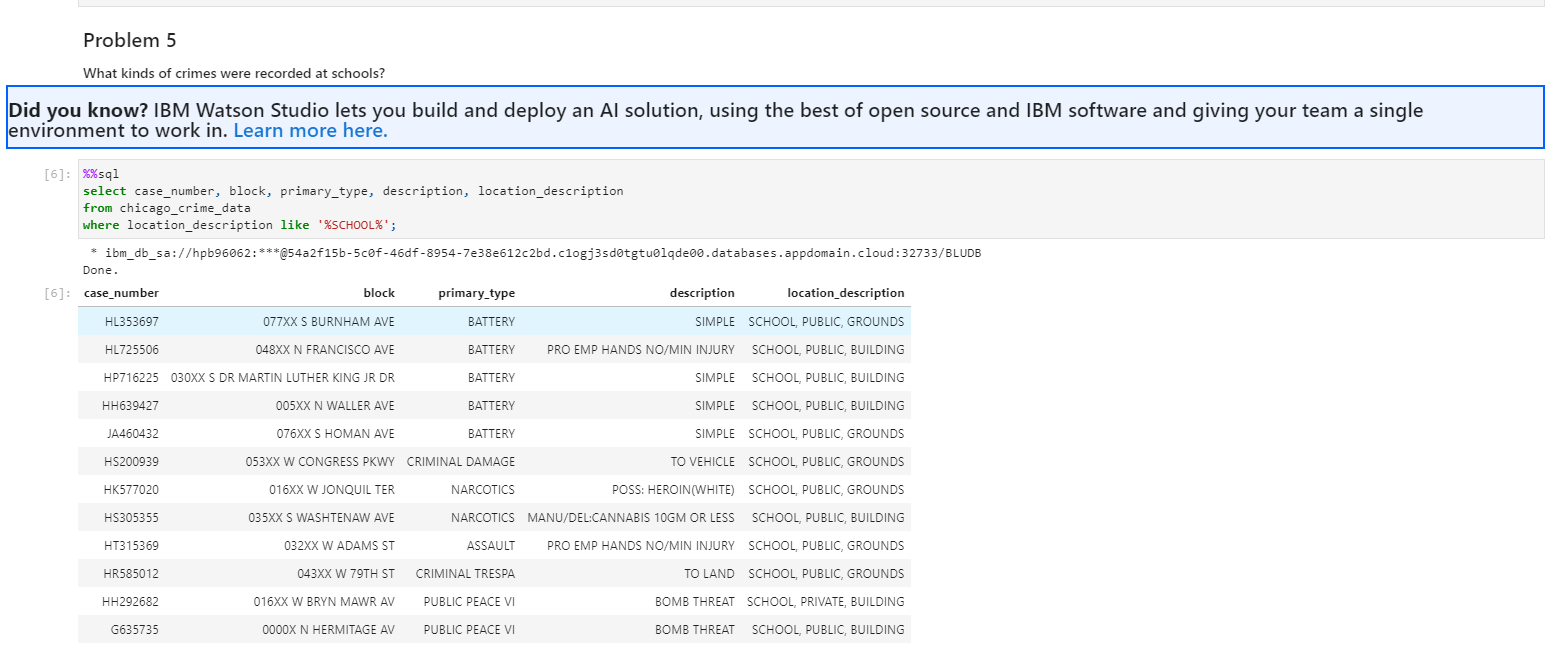 Problem 5
What kinds of crimes were recorded at schools?
Did you know? IBM Watson Studio lets you build and deploy an AI solution, using the best of open source and IBM software and giving your team a single
environment to work in. Learn more here.
[6]: %%sql
select case_number, block, primary_type, description, location_description
from chicago_crime_data
where location_description like '%SCHOOL%';
* ibm_db_sa://hpb96062:***@54a2f15b-5c0f-46df-8954-7e38e612c2bd.c1ogj3sd0tgtu0lqde00.databases.appdomain.cloud:32733/BLUDB
Done.
[6]: case_number block primary_type description location_description
HL353697 077XX S BURNHAM AVE BATTERY SIMPLE SCHOOL, PUBLIC, GROUNDS
HL725506 048XX N FRANCISCO AVE BATTERY PRO EMP HANDS NO/MIN INJURY SCHOOL, PUBLIC, BUILDING
HP716225 030XX S DR MARTIN LUTHER KING JR DR BATTERY SIMPLE SCHOOL, PUBLIC, BUILDING
HH639427 005XX N WALLER AVE BATTERY SIMPLE SCHOOL, PUBLIC, BUILDING
JA460432 076XX S HOMAN AVE BATTERY SIMPLE SCHOOL, PUBLIC, GROUNDS
HS200939 053XX W CONGRESS PKWY CRIMINAL DAMAGE TO VEHICLE SCHOOL, PUBLIC, GROUNDS
HK577020 016XX W JONQUIL TER NARCOTICS POSS: HEROIN(WHITE) SCHOOL, PUBLIC, GROUNDS
HS305355 035XX S WASHTENAW AVE NARCOTICS MANU/DEL:CANNABIS 10GM OR LESS SCHOOL, PUBLIC, BUILDING
HT315369 032XX W ADAMS ST ASSAULT PRO EMP HANDS NO/MIN INJURY SCHOOL, PUBLIC, GROUNDS
HR585012 043XX W 79TH ST CRIMINAL TRESPA TO LAND SCHOOL, PUBLIC, GROUNDS
HH292682 016XX W BRYN MAWR AV PUBLIC PEACE VI BOMB THREAT SCHOOL, PRIVATE, BUILDING
G635735 0000X N HERMITAGE AV PUBLIC PEACE VI BOMB THREAT SCHOOL, PUBLIC, BUILDING